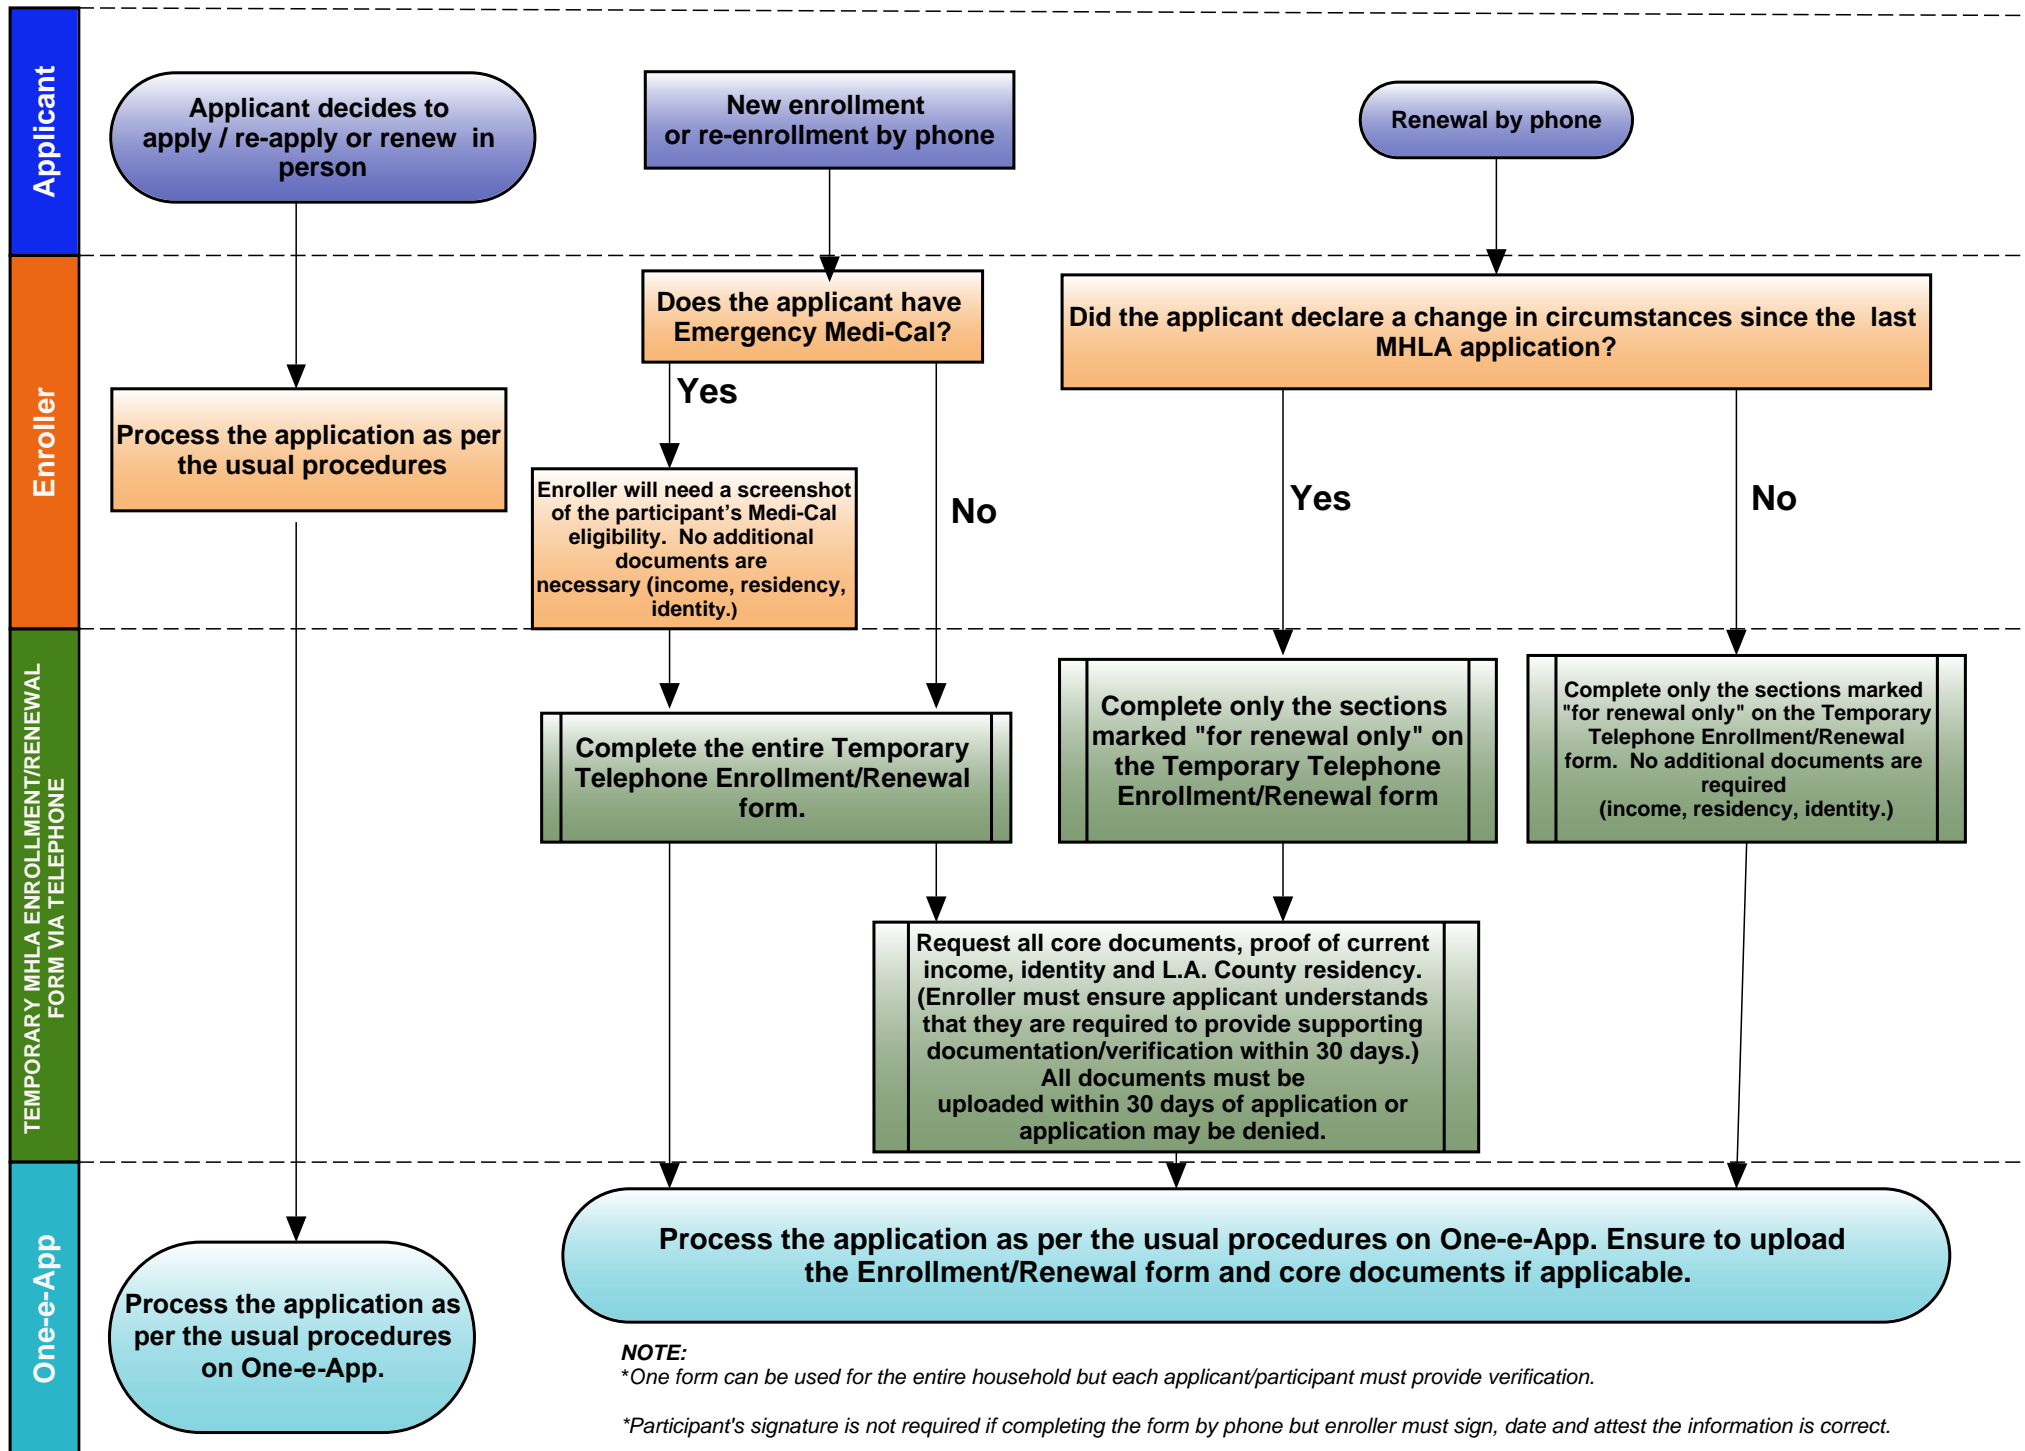 Applicant
Applicant decides to
apply / re-apply or renew in
person
New enrollment
or re-enrollment by phone
Renewal by phone
Enroller
Does the applicant have
Emergency Medi-Cal?
Did the applicant declare a change in circumstances since the last
MHLA application?
Yes
No
Yes
No
Process the application as per
the usual procedures
Enroller will need a screenshot
of the participant’s Medi-Cal
eligibility. No additional
documents are
necessary (income, residency,
identity.)
TEMPORARY MHLA ENROLLMENT/RENEWAL
FORM VIA TELEPHONE
Complete the entire Temporary
Telephone Enrollment/Renewal
form.
Complete only the sections
marked "for renewal only" on
the Temporary Telephone
Enrollment/Renewal form
Complete only the sections marked
"for renewal only" on the Temporary
Telephone Enrollment/Renewal
form. No additional documents are
required
(income, residency, identity.)
Request all core documents, proof of current
income, identity and L.A. County residency.
(Enroller must ensure applicant understands
that they are required to provide supporting
documentation/verification within 30 days.)
All documents must be
uploaded within 30 days of application or
application may be denied.
One-e-App
Process the application as
per the usual procedures
on One-e-App.
Process the application as per the usual procedures on One-e-App. Ensure to upload
the Enrollment/Renewal form and core documents if applicable.
NOTE:
*One form can be used for the entire household but each applicant/participant must provide verification.
*Participant's signature is not required if completing the form by phone but enroller must sign, date and attest the information is correct.